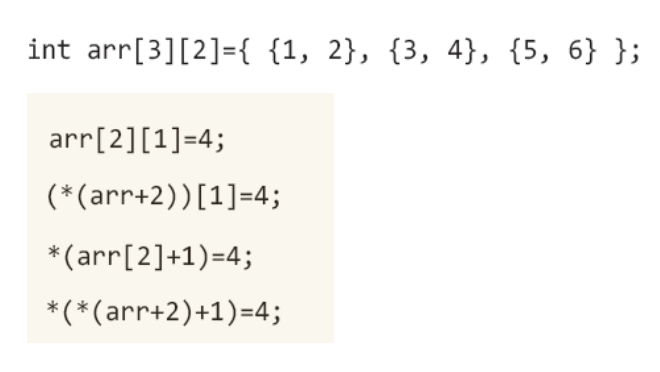 int arr[3][2]={ {1, 2}, {3, 4}, {5, 6} };
arr[2][1]=4;
(*(arr+2))[1]=4;
*(arr[2]+1)=4;
*(*(arr+2)+1)=4;